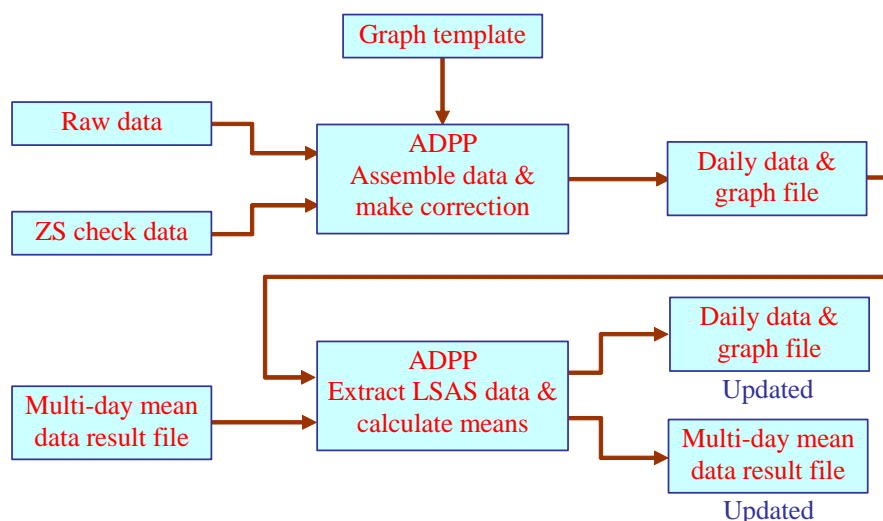 Graph template
Raw data
ADPP
Assemble data &
make correction
Daily data &
graph file
ZS check data
ADPP
Extract LSAS data &
calculate means
Daily data &
graph file
Updated
Multi-day mean
data result file
Multi-day mean
data result file
Updated